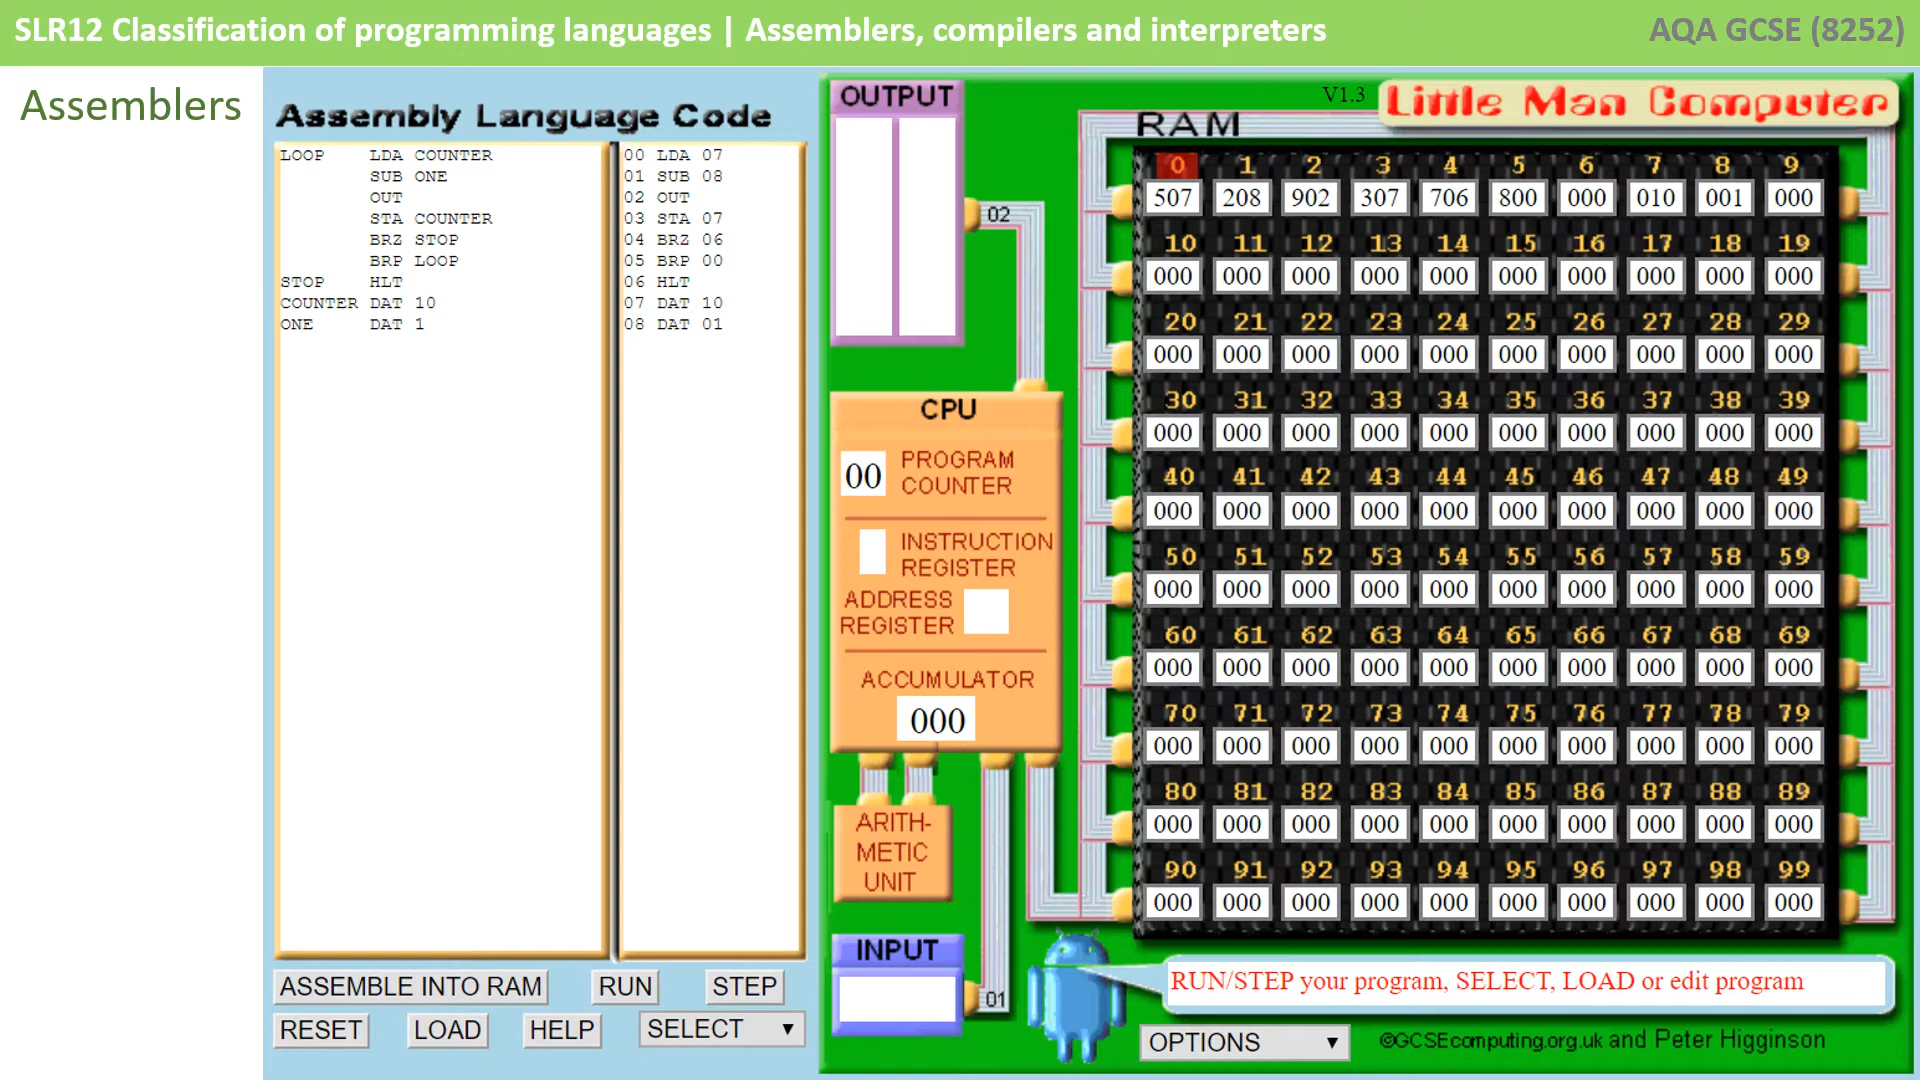 SLR12 Classification of programming languages | Assemblers, compilers and interpreters
AQA GCSE (8252)
Assemblers
Assembly Language Code
LOOP LDA COUNTER
SUB ONE
OUT
STA COUNTER
BRZ STOP
BRP LOOP
STOP HLT
COUNTER DAT 10
ONE DAT 1
00 LDA 07
01 SUB 08
02 OUT
03 STA 07
04 BRZ 06
05 BRP 00
06 HLT
07 DAT 10
08 DAT 01
ASSEMBLE INTO RAM RUN STEP
RESET LOAD HELP SELECT
OUTPUT
02
CPU
00 PROGRAM COUNTER
INSTRUCTION REGISTER
ADDRESS REGISTER
ACCUMULATOR
000
ARITH-
METIC
UNIT
INPUT
01
V1.3
Little Man Computer
RAM
0 1 2 3 4 5 6 7 8 9
507 208 902 307 706 800 000 010 001 000
10 11 12 13 14 15 16 17 18 19
000 000 000 000 000 000 000 000 000 000
20 21 22 23 24 25 26 27 28 29
000 000 000 000 000 000 000 000 000 000
30 31 32 33 34 35 36 37 38 39
000 000 000 000 000 000 000 000 000 000
40 41 42 43 44 45 46 47 48 49
000 000 000 000 000 000 000 000 000 000
50 51 52 53 54 55 56 57 58 59
000 000 000 000 000 000 000 000 000 000
60 61 62 63 64 65 66 67 68 69
000 000 000 000 000 000 000 000 000 000
70 71 72 73 74 75 76 77 78 79
000 000 000 000 000 000 000 000 000 000
80 81 82 83 84 85 86 87 88 89
000 000 000 000 000 000 000 000 000 000
90 91 92 93 94 95 96 97 98 99
000 000 000 000 000 000 000 000 000 000
RUN/STEP your program, SELECT, LOAD or edit program
OPTIONS
©GCSEcomputing.org.uk and Peter Higginson